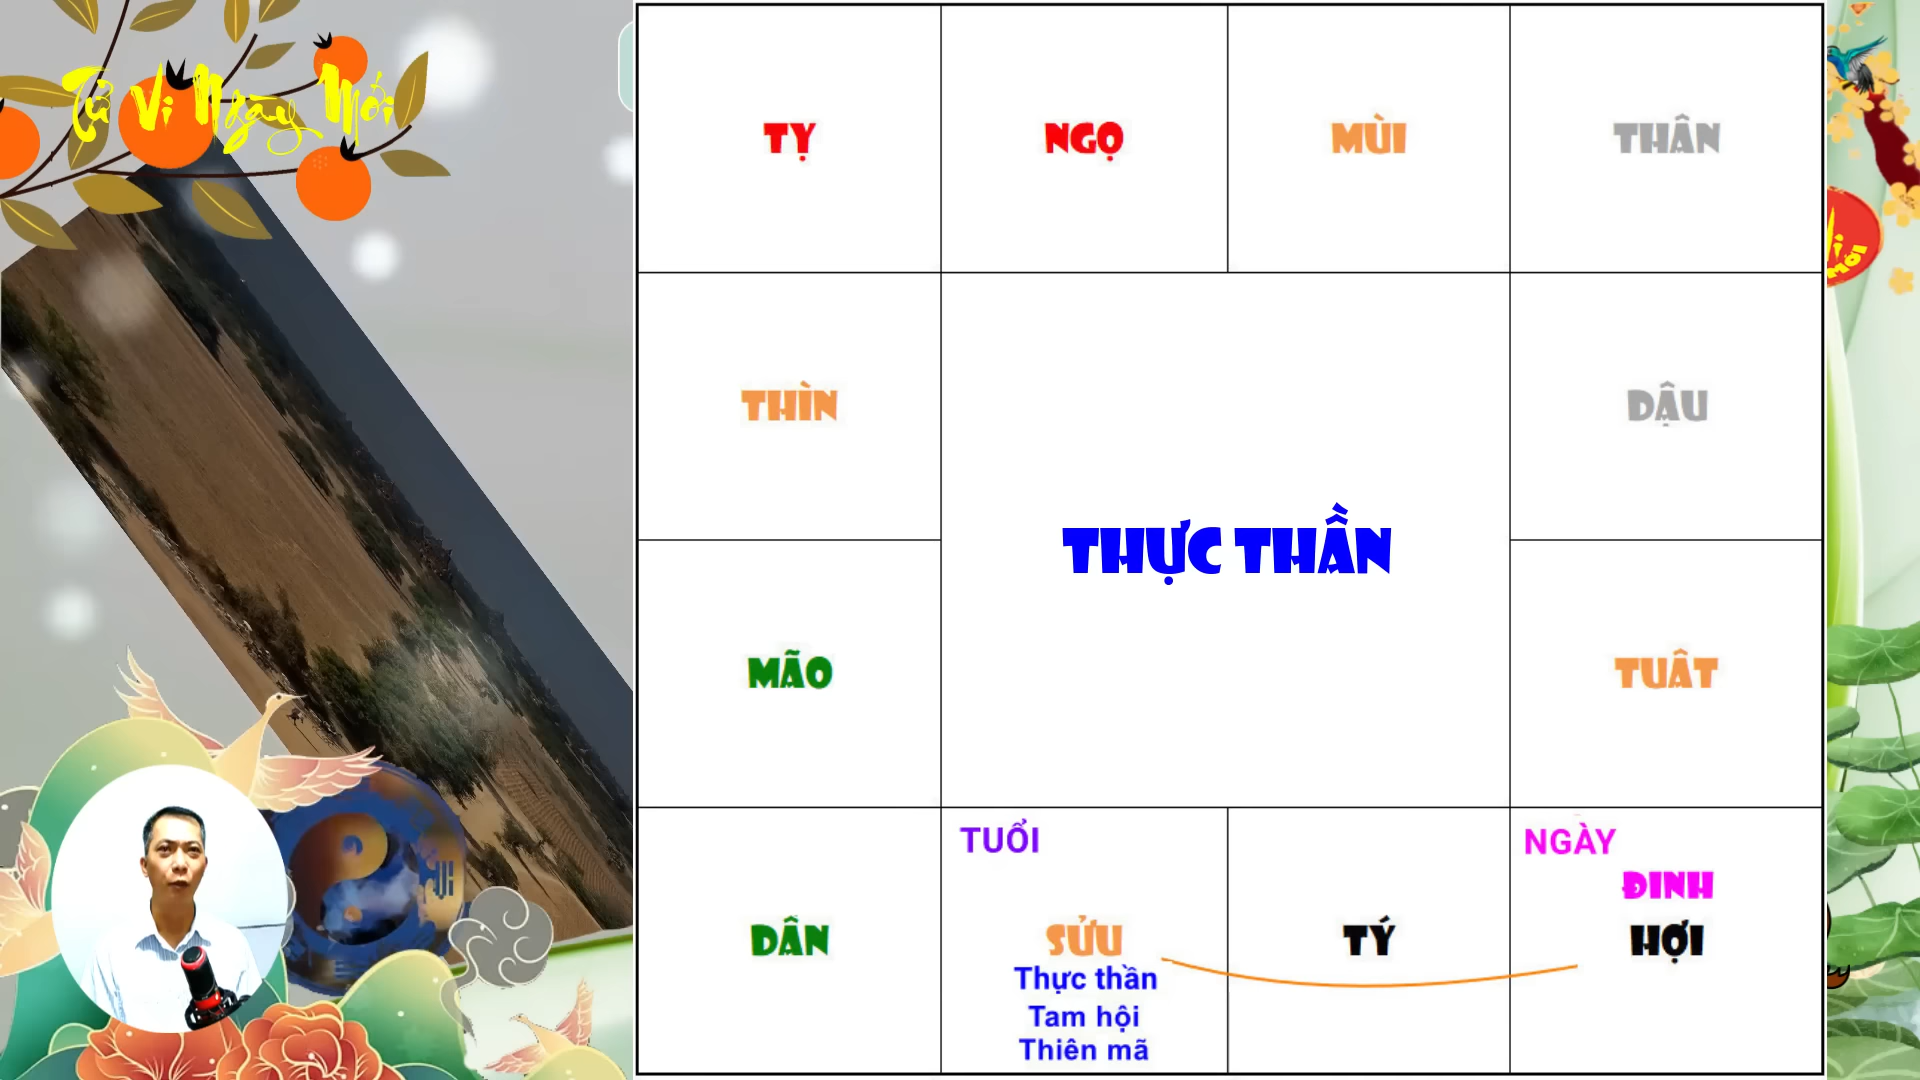 Tử Vi Ngày Mới
TỴ
NGỌ
MÙI
THÂN
THÌN
DẬU
THỰC THẦN
MÃO
TUẤT
DẦN
TUỔI
SỬU
Thực thần
Tam hội
Thiên mã
TÝ
NGÀY
ĐINH
HỢI